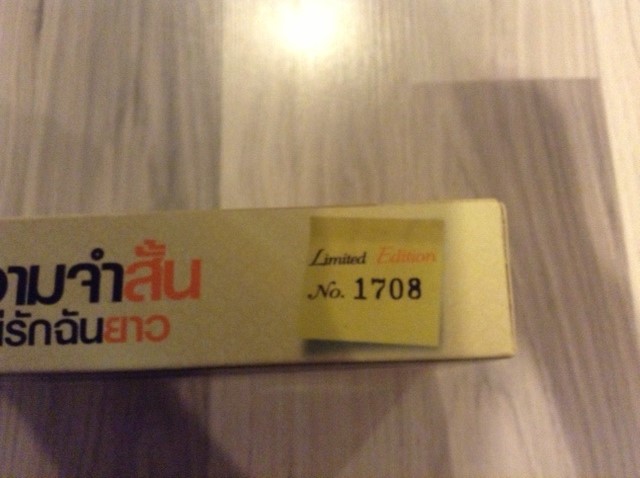 ามจำสั้น
่รักฉันยาว
Limited Edition
No. 1708